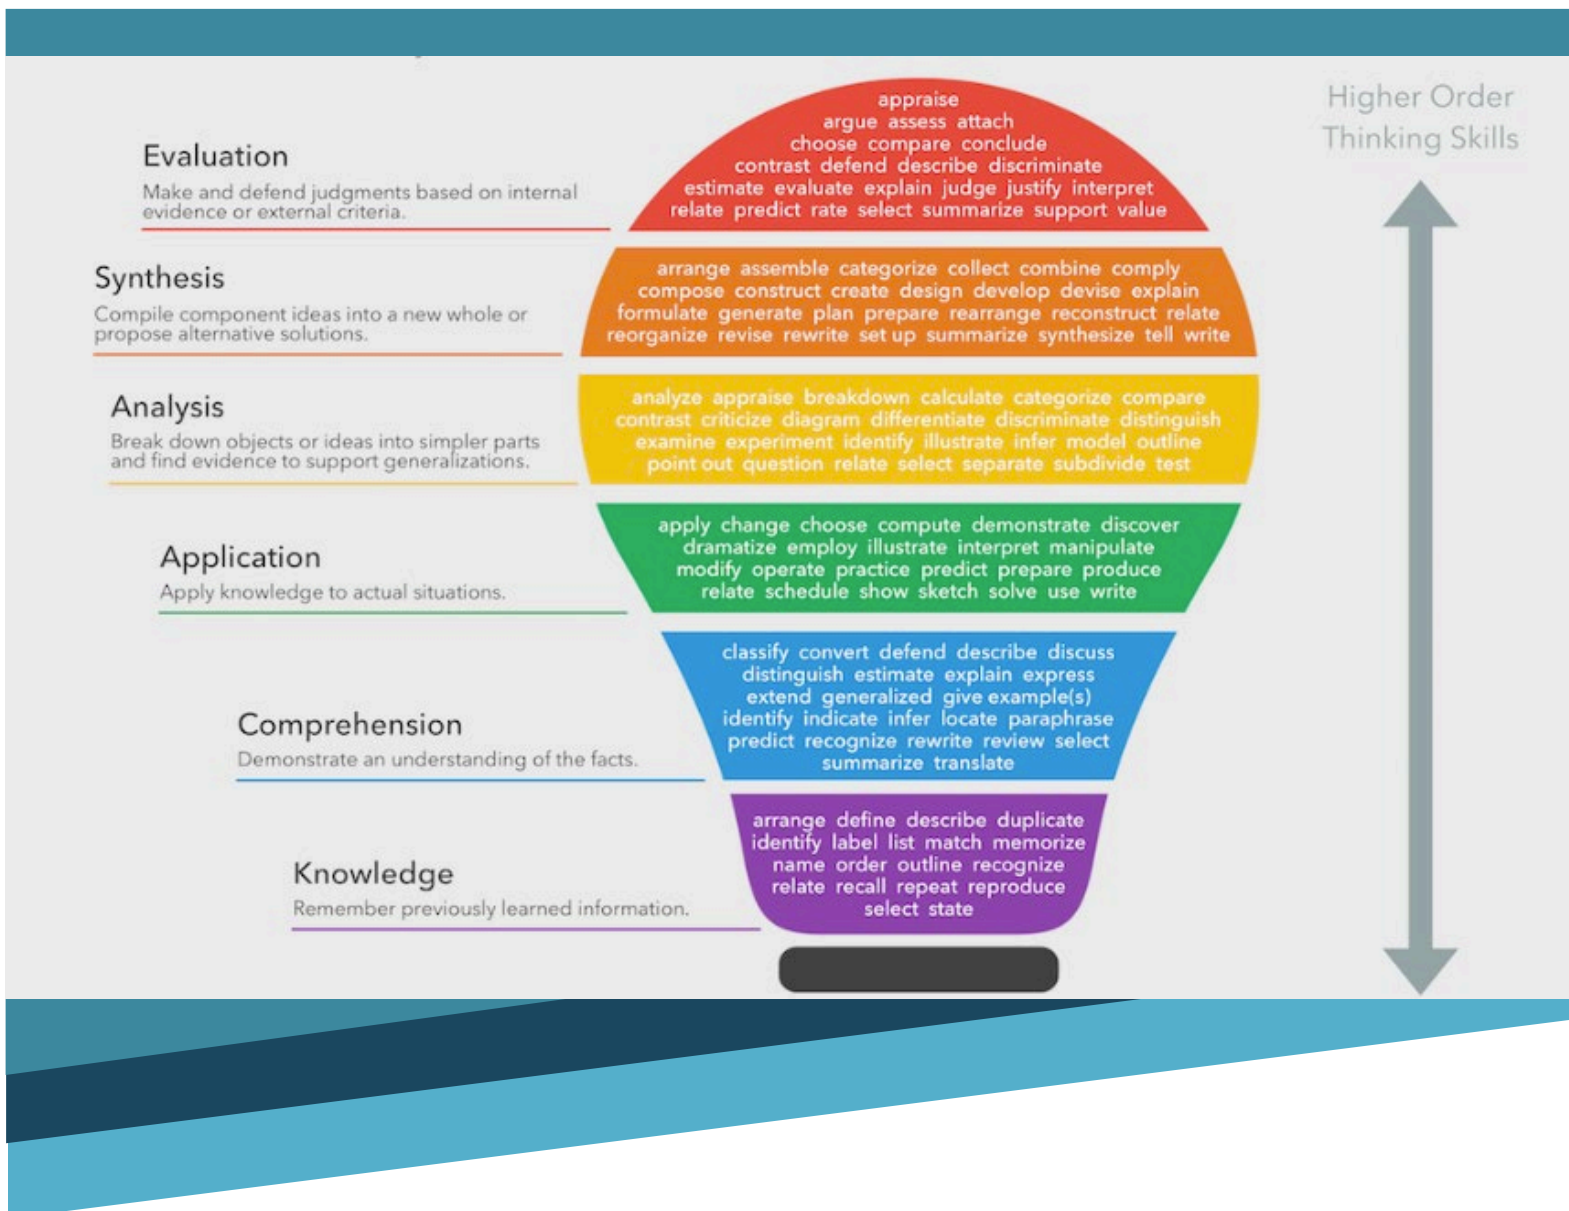 Higher Order
Thinking Skills
Evaluation
Make and defend judgments based on internal
evidence or external criteria.
appraise
argue assess attach
choose compare conclude
contrast defend describe discriminate
estimate evaluate explain judge justify interpret
relate predict rate select summarize support value
Synthesis
Compile component ideas into a new whole or
propose alternative solutions.
arrange assemble categorize collect combine comply
compose construct create design develop devise explain
formulate generate plan prepare rearrange reconstruct relate
reorganize revise rewrite set up summarize synthesize tell write
Analysis
Break down objects or ideas into simpler parts
and find evidence to support generalizations.
analyze appraise breakdown calculate categorize compare
contrast criticize diagram differentiate discriminate distinguish
examine experiment identify illustrate infer model outline
point out question relate select separate subdivide test
Application
Apply knowledge to actual situations.
apply change choose compute demonstrate discover
dramatize employ illustrate interpret manipulate
modify operate practice predict prepare produce
relate schedule show sketch solve use write
Comprehension
Demonstrate an understanding of the facts.
classify convert defend describe discuss
distinguish estimate explain express
extend generalized give example(s)
identify indicate infer locate paraphrase
predict recognize rewrite review select
summarize translate
Knowledge
Remember previously learned information.
arrange define describe duplicate
identify label list match memorize
name order outline recognize
relate recall repeat reproduce
select state